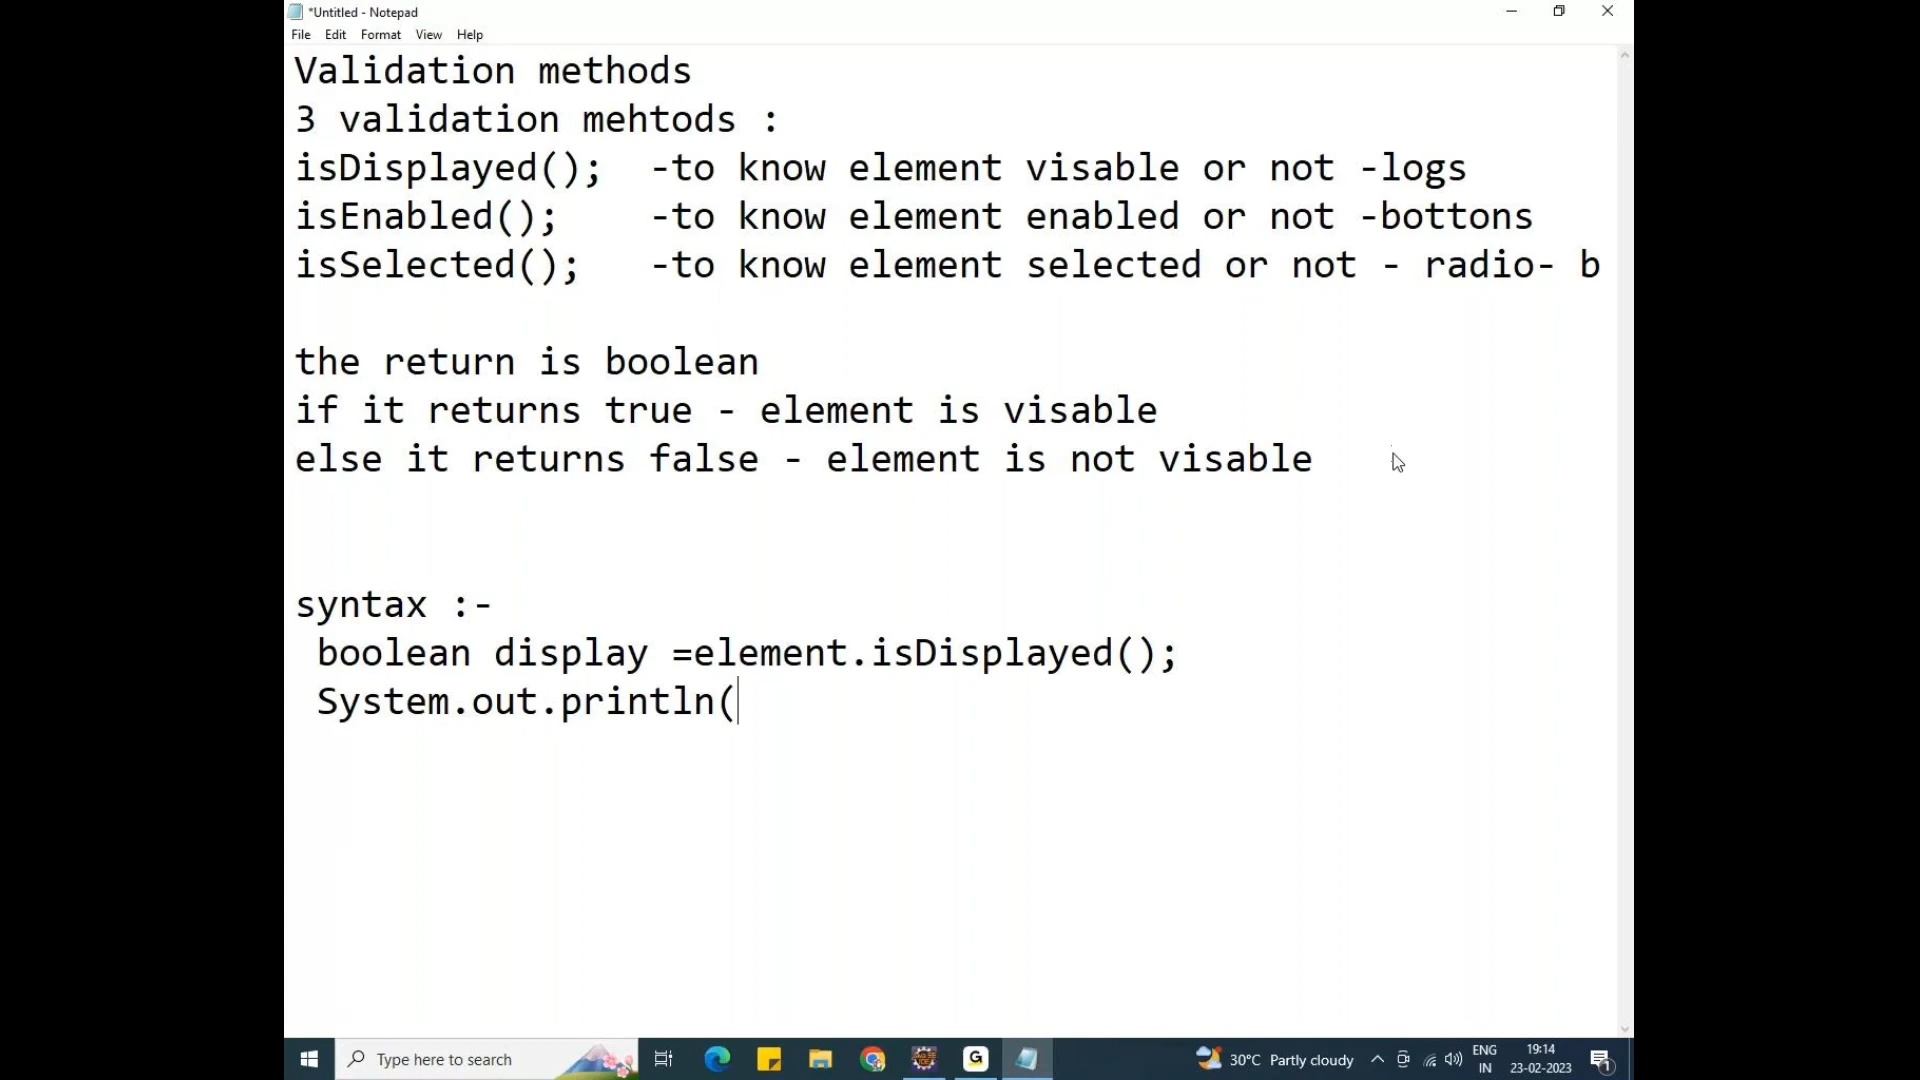 *Untitled - Notepad
File Edit Format View Help
Validation methods
3 validation mehtods :
isDisplayed();  -to know element visable or not -logs
isEnabled();    -to know element enabled or not -bottons
isSelected();   -to know element selected or not - radio- b
the return is boolean
if it returns true - element is visable
else it returns false - element is not visable
syntax :-
boolean display =element.isDisplayed();
System.out.println(
Type here to search
30°C Partly cloudy
ENG
IN
19:14
23-02-2023
1